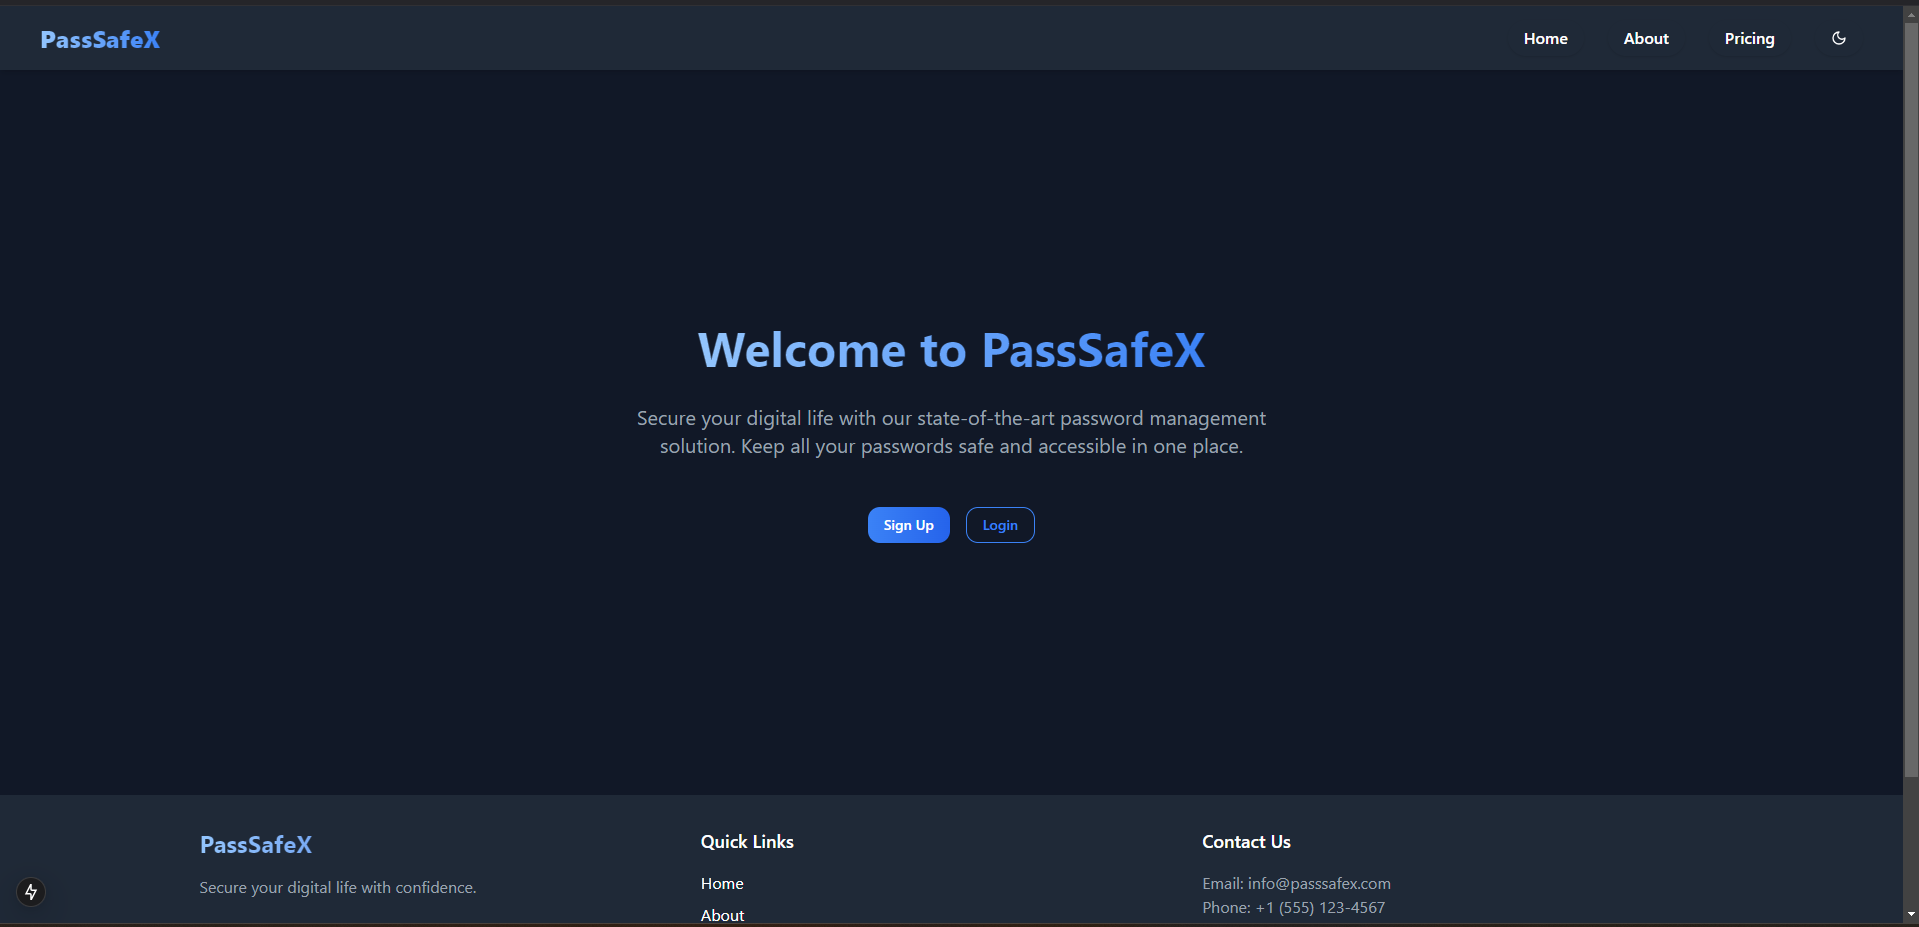 PassSafeX
Home About Pricing
Welcome to PassSafeX
Secure your digital life with our state-of-the-art password management
solution. Keep all your passwords safe and accessible in one place.
Sign Up Login
PassSafeX
Secure your digital life with confidence.
Quick Links
Home
About
Contact Us
Email: info@passsafex.com
Phone: +1 (555) 123-4567